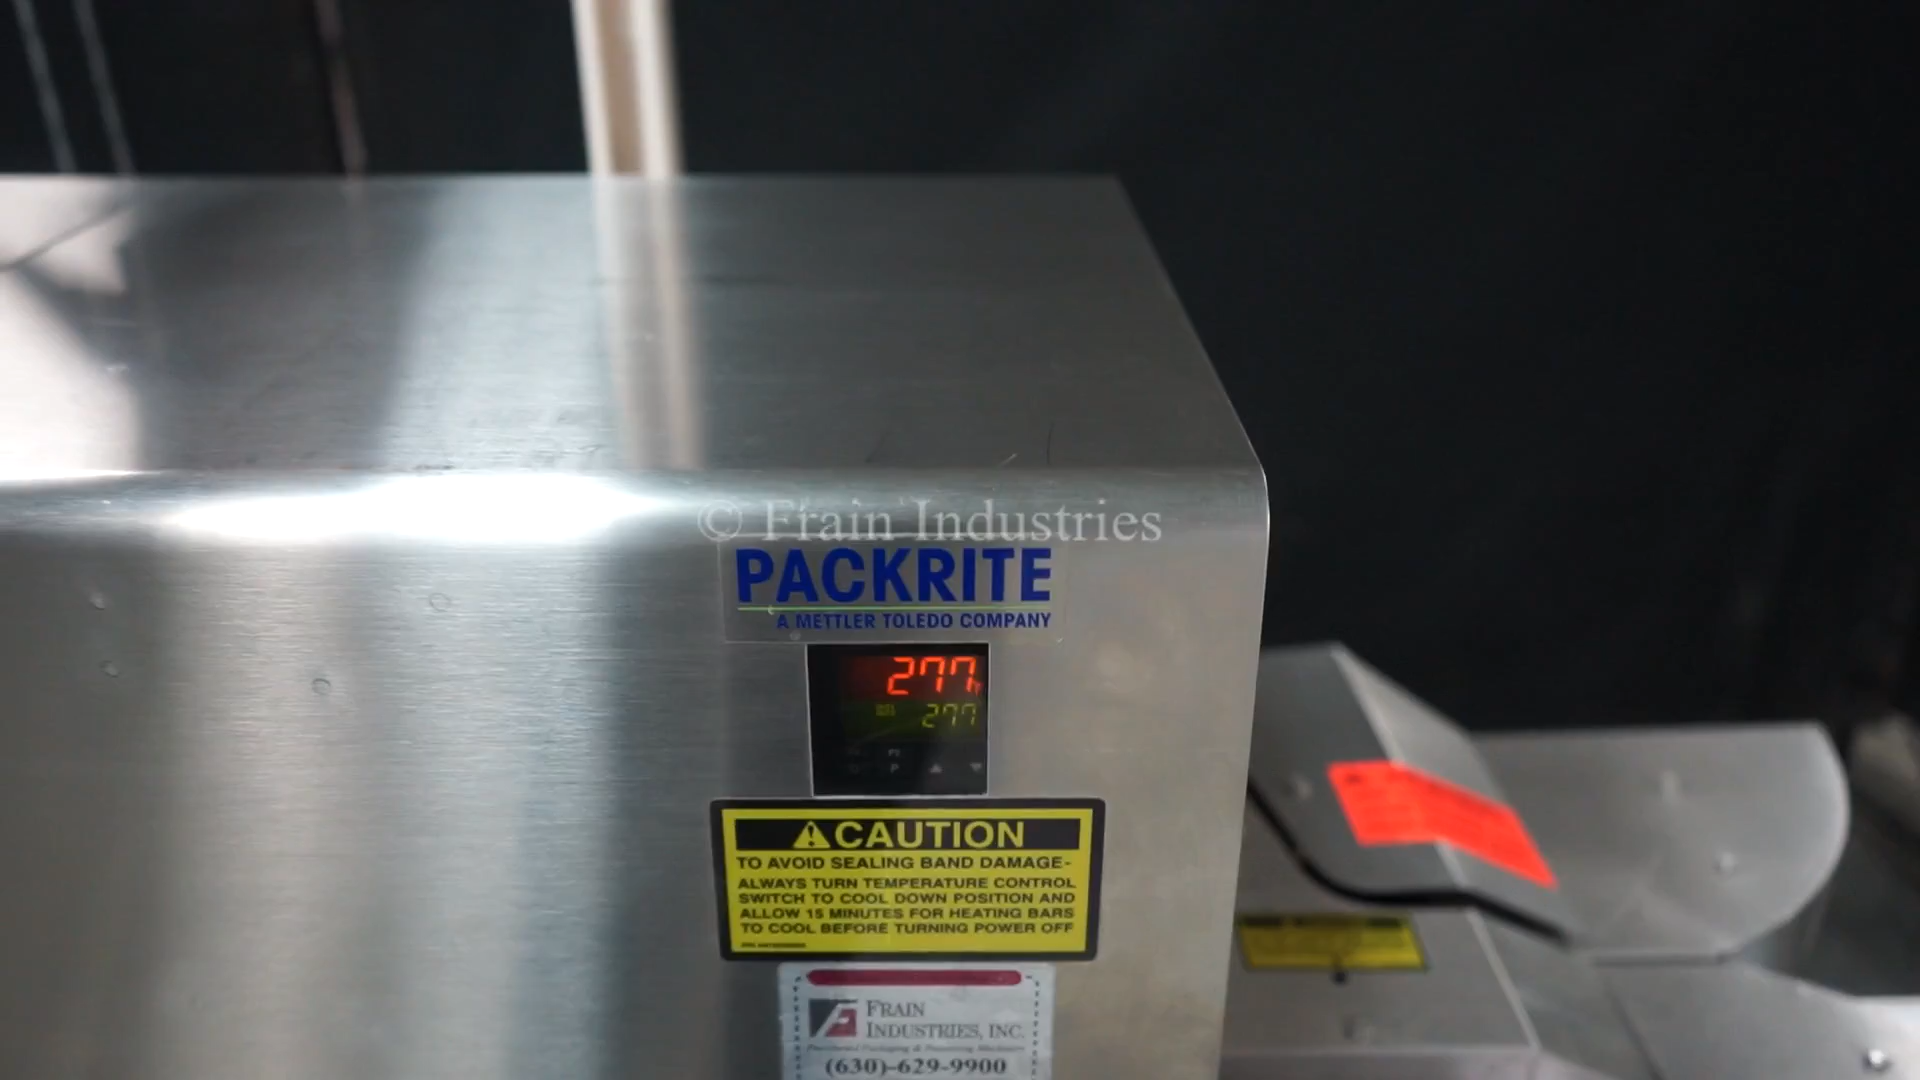 © Frain Industries
PACKRITE
A METTLER TOLEDO COMPANY
277
277
P
CAUTION
TO AVOID SEALING BAND DAMAGE-
ALWAYS TURN TEMPERATURE CONTROL
SWITCH TO COOL DOWN POSITION AND
ALLOW 15 MINUTES FOR HEATING BARS
TO COOL BEFORE TURNING POWER OFF
FRAIN
INDUSTRIES, INC.
(630)-629-9900